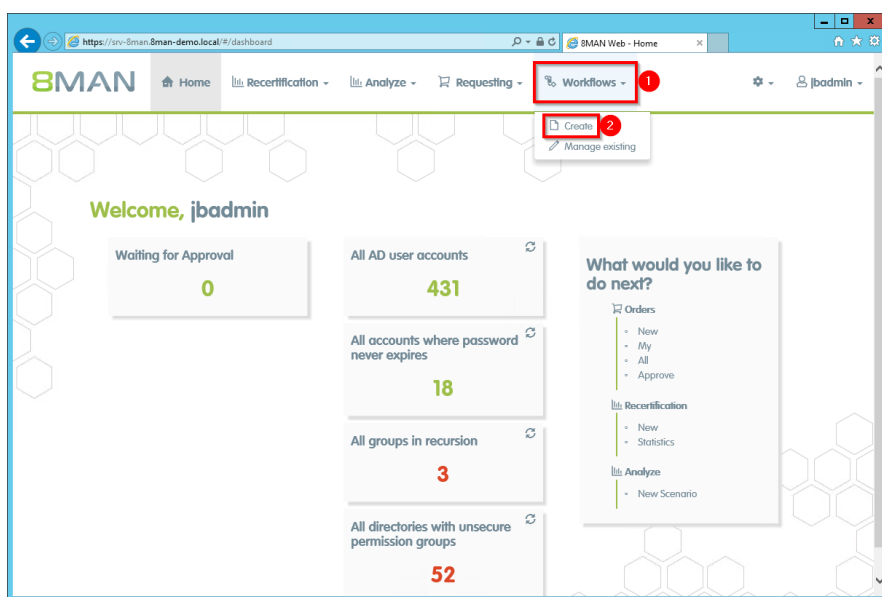 https://srv-8man.8man-demo.local/#/dashboard
8MAN Web - Home
8MAN
Home
Recertification
Analyze
Requesting
Workflows
1
jbadmin
Create
2
Manage existing
Welcome, jbadmin
Waiting for Approval
0
All AD user accounts
431
All accounts where password
never expires
18
All groups in recursion
3
All directories with unsecure
permission groups
52
What would you like to
do next?
Orders
New
My
All
Approve
Recertification
New
Statistics
Analyze
New Scenario